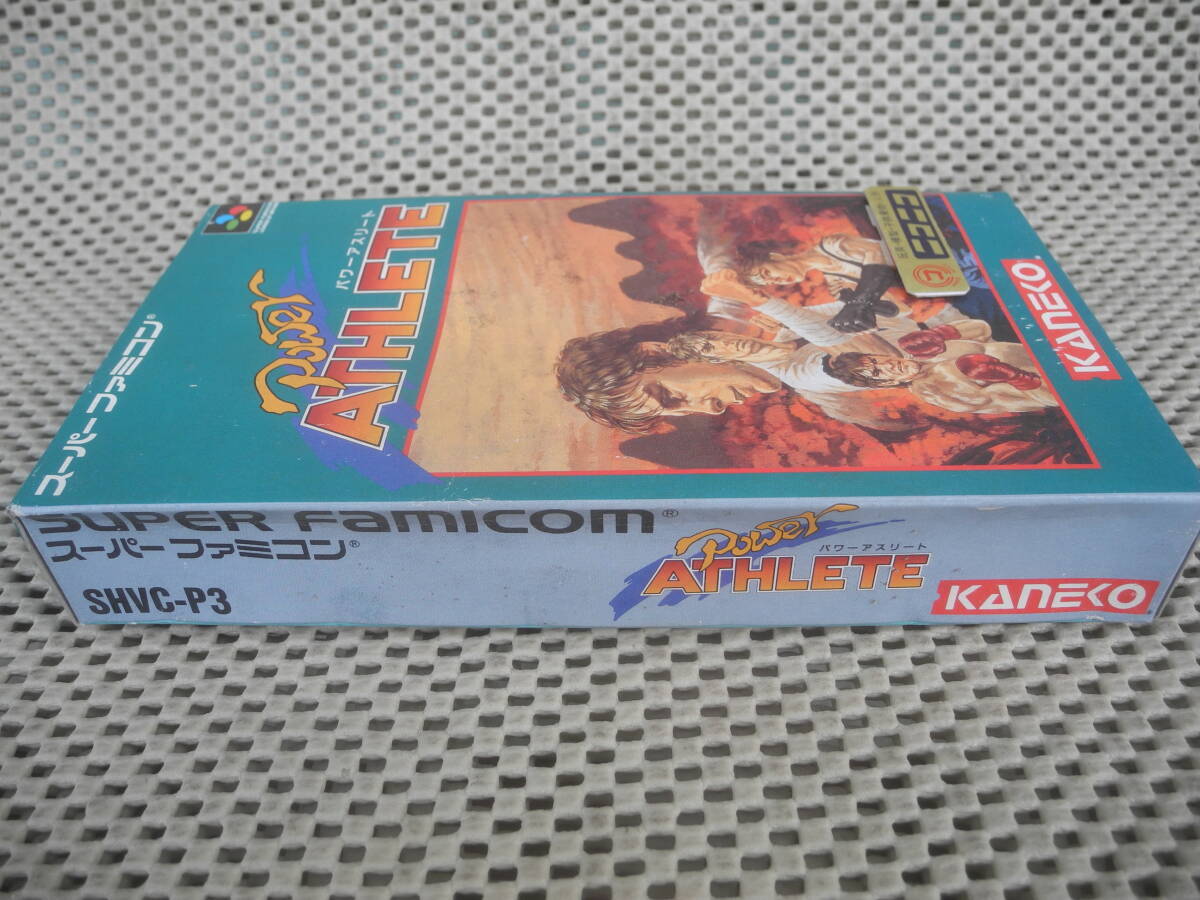 スーパーファミコン®
Power
パワーアスリート
ATHLETE
KANEKO
SUPER FAMICOM®
スーパーファミコン®
SHVC-P3
Power
パワーアスリート
ATHLETE
KANEKO